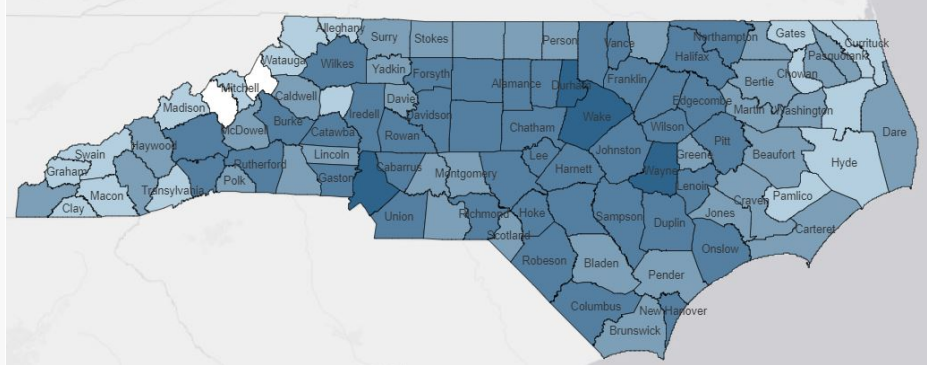 Alleghany
Surry
Stokes
Person
Vance
Northampton
Gates
Currituck
Watauga
Wilkes
Yadkin
Forsyth
Alamance
Durham
Franklin
Halifax
Bertie
Chowan
Pasquotank
Mitchell
Madison
Caldwell
Iredell
Davie
Davidson
Edgecombe
Martin
Washington
Haywood
McDowell
Burke
Catawba
Rowan
Chatham
Wake
Wilson
Johnston
Pitt
Beaufort
Dare
Swain
Graham
Rutherford
Lincoln
Cabarrus
Montgomery
Lee
Harnett
Wayne
Greene
Hyde
Macon
Transylvania
Polk
Gaston
Lenoir
Craven
Pamlico
Clay
Union
Richmond
Hoke
Sampson
Duplin
Jones
Carteret
Scotland
Robeson
Bladen
Onslow
Pender
Columbus
New Hanover
Brunswick